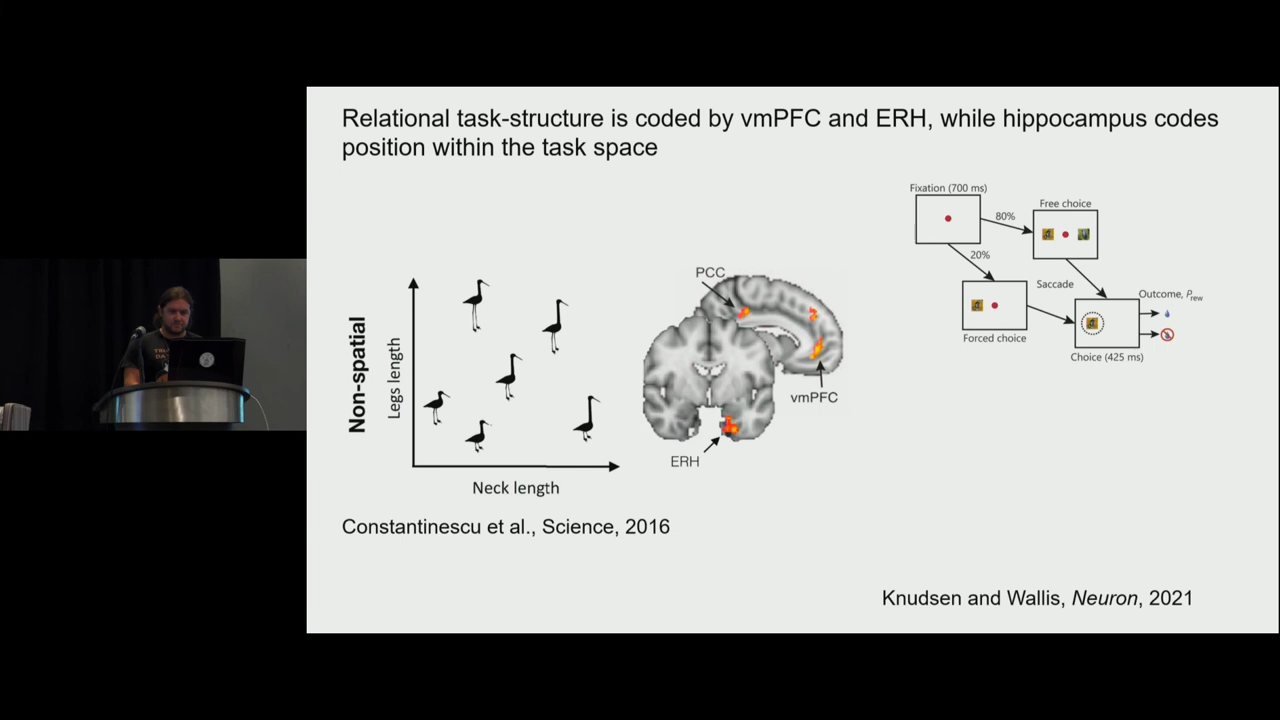 Relational task-structure is coded by vmPFC and ERH, while hippocampus codes
position within the task space
Non-spatial
Legs length
Neck length
PCC
vmPFC
ERH
Constantinescu et al., Science, 2016
Fixation (700 ms)
80%
Free choice
20%
Saccade
Forced choice
Outcome, Prew
Choice (425 ms)
Knudsen and Wallis, Neuron, 2021